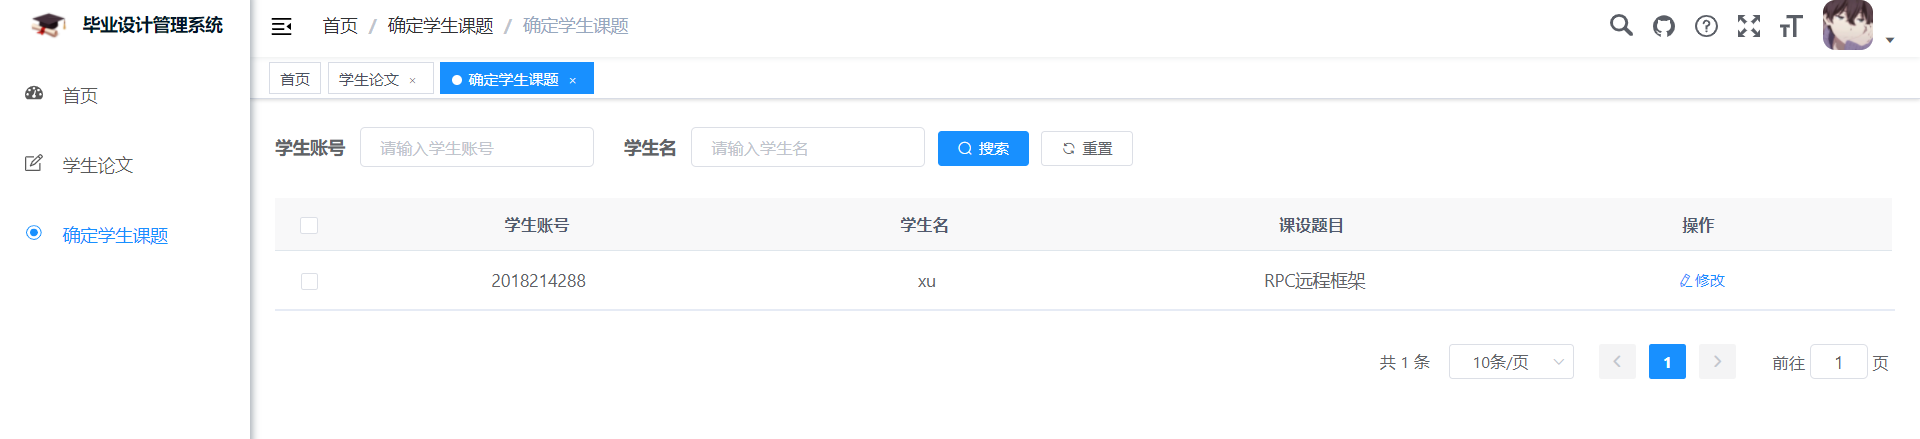 毕业设计管理系统
首页 / 确定学生课题 / 确定学生课题
首页
学生论文
确定学生课题
首页 学生论文 × 确定学生课题 ×
学生账号 请输入学生账号 学生名 请输入学生名 搜索 重置
学生账号 学生名 课设题目 操作
2018214288 xu RPC远程框架 修改
共 1 条 10条/页 1 前往 1 页